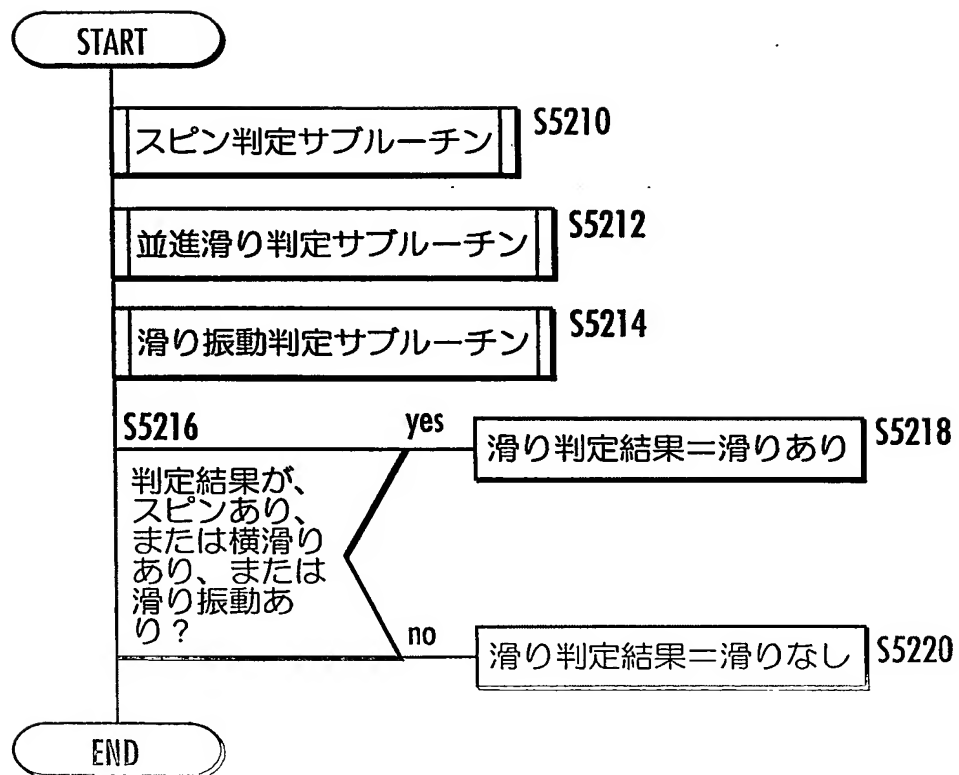 START
スピン判定サブルーチン
S5210
並進滑り判定サブルーチン
S5212
滑り振動判定サブルーチン
S5214
S5216
yes
滑り判定結果＝滑りあり
S5218
判定結果が、
スピンあり、
または横滑り
あり、または
滑り振動あ
り？
no
滑り判定結果＝滑りなし
S5220
END